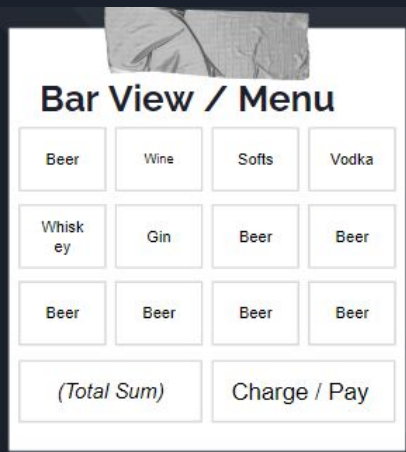 Bar View / Menu
Beer Wine Softs Vodka
Whisk
ey Gin Beer Beer
Beer Beer Beer Beer
(Total Sum) Charge / Pay